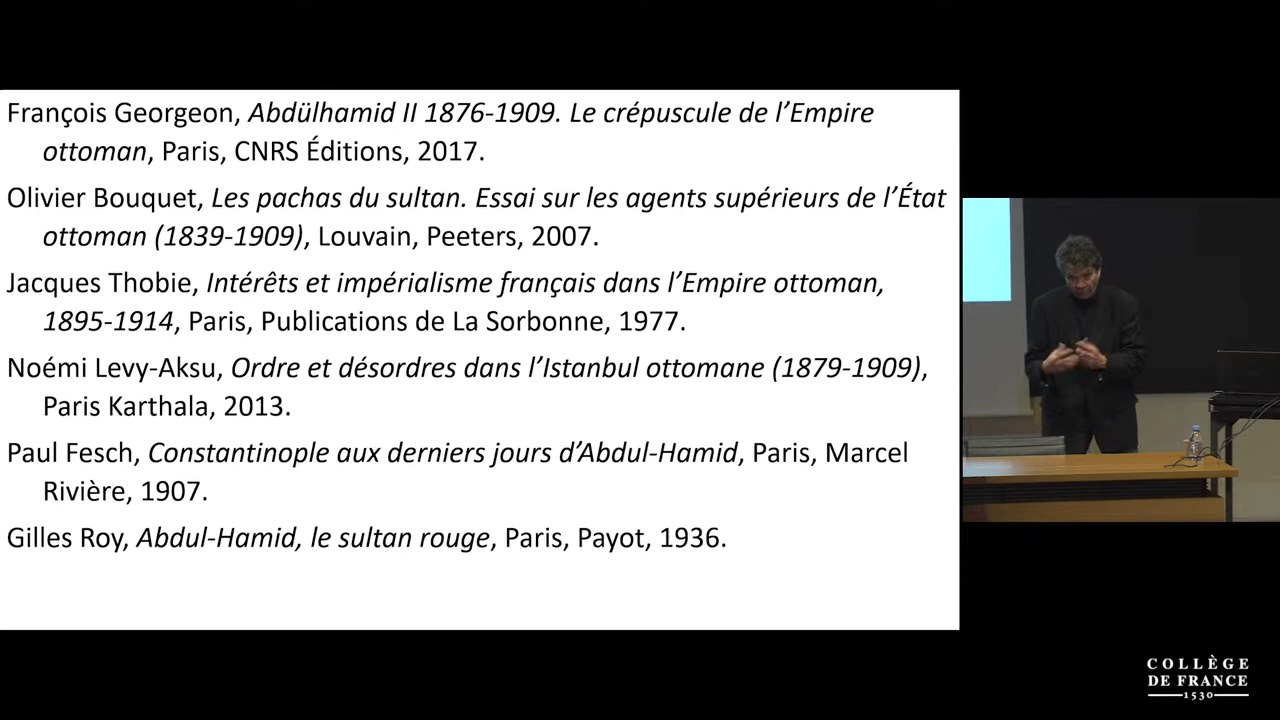 François Georgeon, Abdülhamid II 1876-1909. Le crépuscule de l’Empire
ottoman, Paris, CNRS Éditions, 2017.
Olivier Bouquet, Les pachas du sultan. Essai sur les agents supérieurs de l’État
ottoman (1839-1909), Louvain, Peeters, 2007.
Jacques Thobie, Intérêts et impérialisme français dans l’Empire ottoman,
1895-1914, Paris, Publications de La Sorbonne, 1977.
Noémi Levy-Aksu, Ordre et désordres dans l’Istanbul ottomane (1879-1909),
Paris Karthala, 2013.
Paul Fesch, Constantinople aux derniers jours d’Abdul-Hamid, Paris, Marcel
Rivière, 1907.
Gilles Roy, Abdul-Hamid, le sultan rouge, Paris, Payot, 1936.
COLLÈGE
DE FRANCE
1530